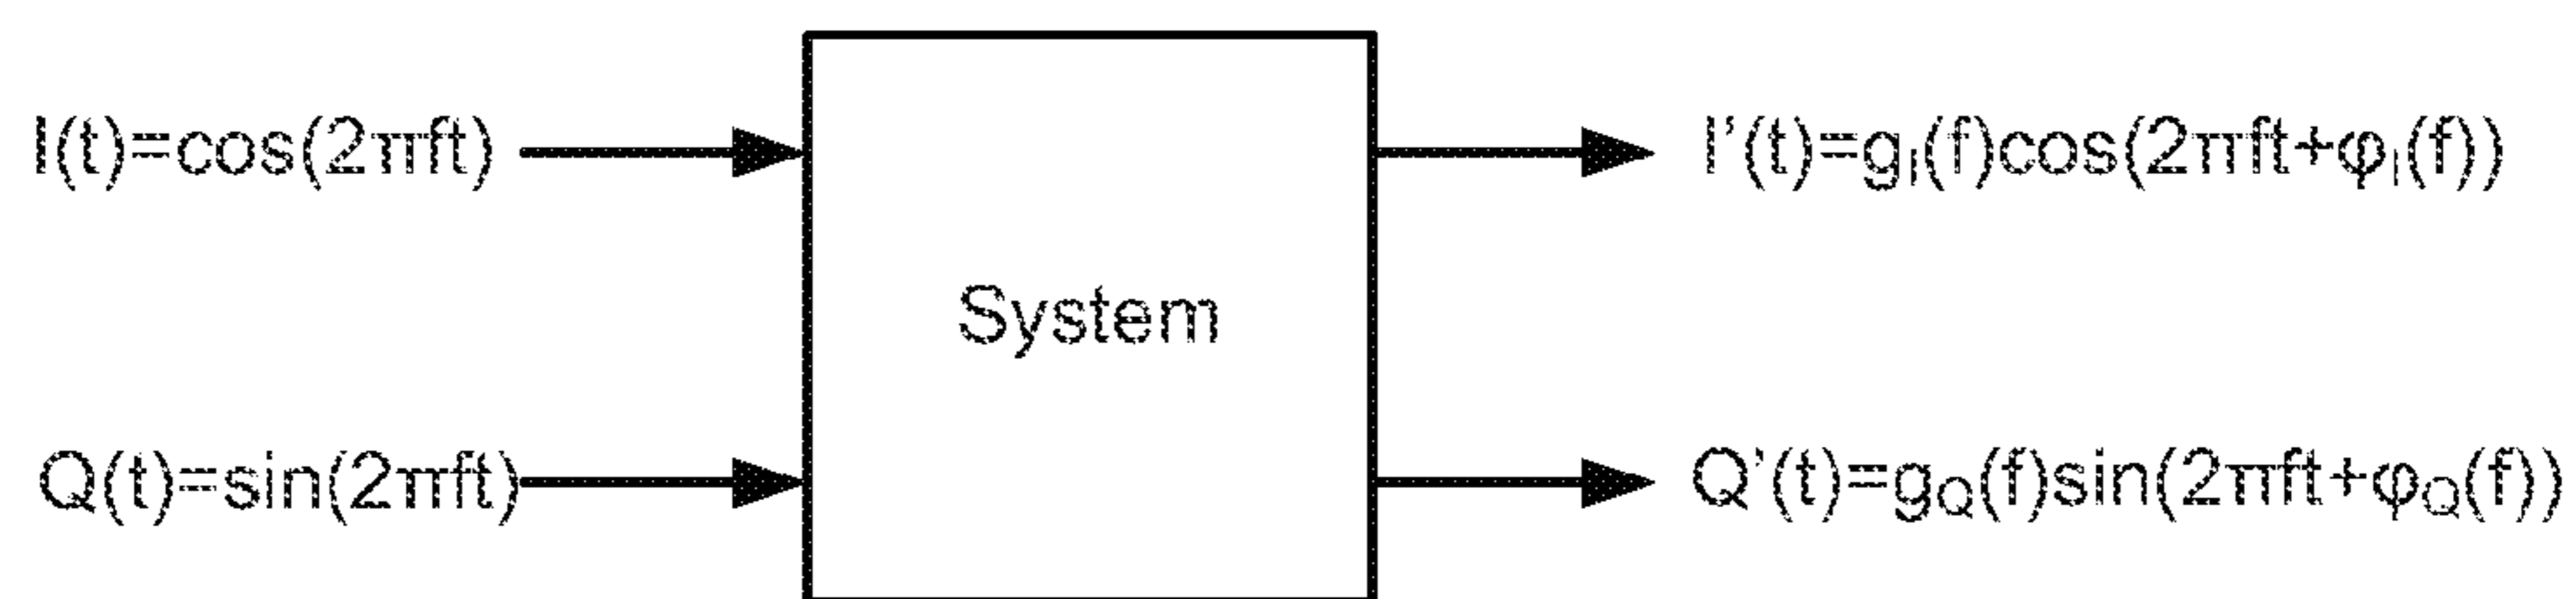 I(t)=cos(2πft)
I’(t)=gI(f)cos(2πft+φI(f))
System
Q(t)=sin(2πft)
Q’(t)=gQ(f)sin(2πft+φQ(f))